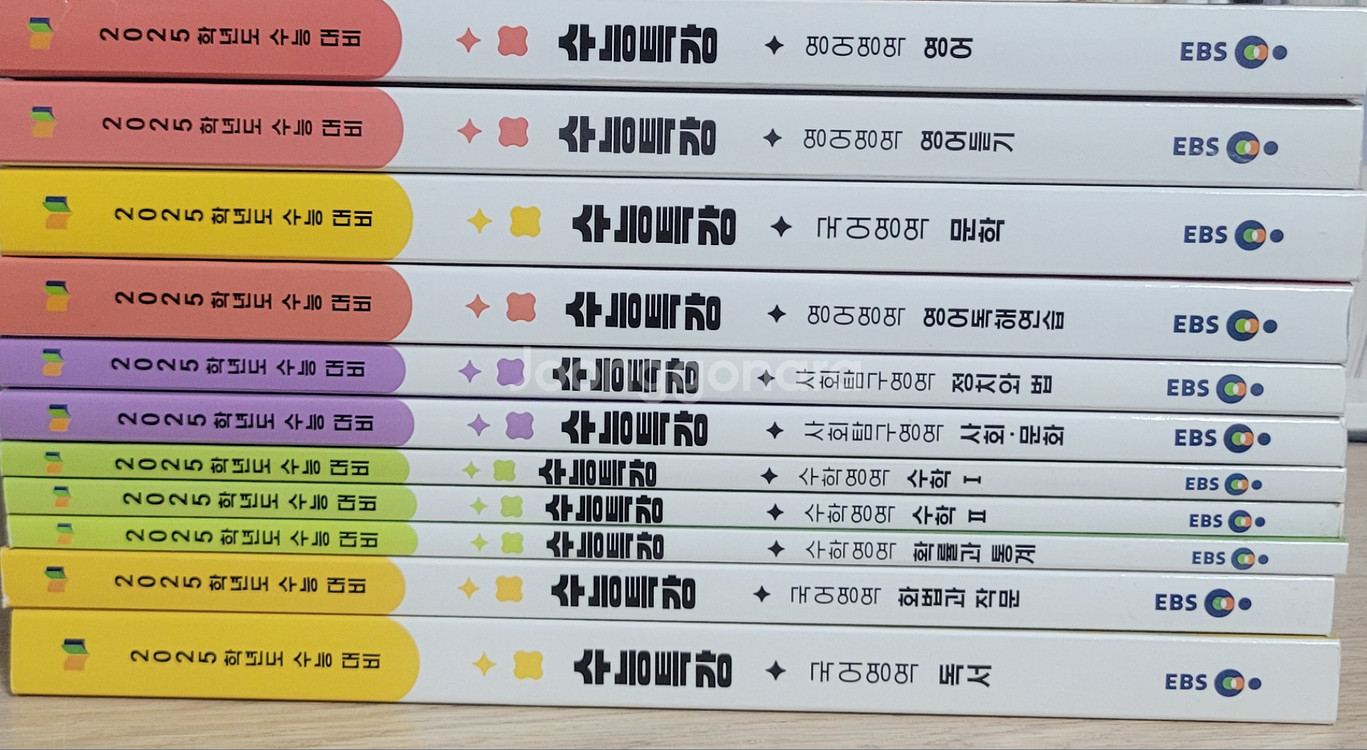 2025학년도 수능 대비 수능특강 영어영역 영어 EBS
2025학년도 수능 대비 수능특강 영어영역 영어듣기 EBS
2025학년도 수능 대비 수능특강 국어영역 문학 EBS
2025학년도 수능 대비 수능특강 영어영역 영어독해연습 EBS
2025학년도 수능 대비 수능특강 사회탐구영역 정치와 법 EBS
Joonggonara
2025학년도 수능 대비 수능특강 사회탐구영역 사회·문화 EBS
2025학년도 수능 대비 수능특강 수학영역 수학 I EBS
2025학년도 수능 대비 수능특강 수학영역 수학 II EBS
2025학년도 수능 대비 수능특강 수학영역 확률과 통계 EBS
2025학년도 수능 대비 수능특강 국어영역 화법과 작문 EBS
2025학년도 수능 대비 수능특강 국어영역 독서 EBS